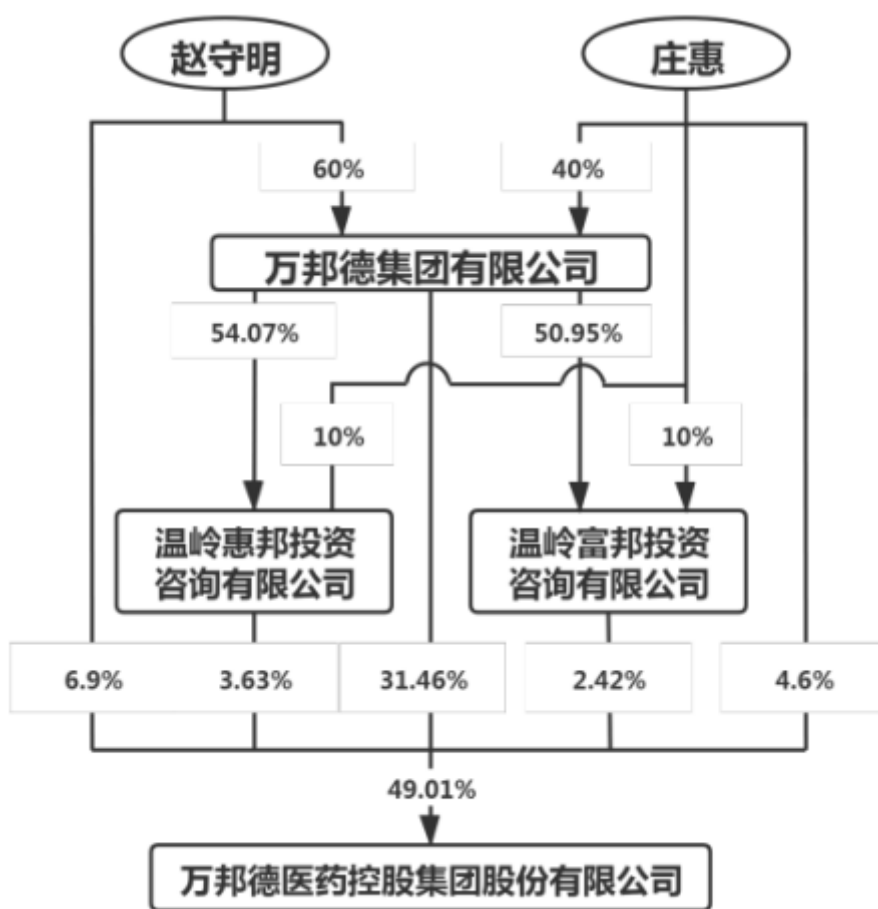 赵守明
庄惠
60%
40%
万邦德集团有限公司
54.07%
50.95%
10%
10%
温岭惠邦投资
咨询有限公司
温岭富邦投资
咨询有限公司
6.9%
3.63%
31.46%
2.42%
4.6%
49.01%
万邦德医药控股集团股份有限公司